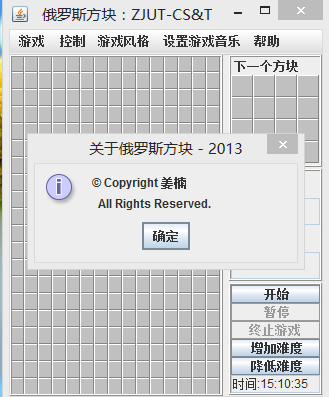 俄罗斯方块：ZJUT-CS&T
游戏 控制 游戏风格 设置游戏音乐 帮助
下一个方块
关于俄罗斯方块 - 2013
© Copyright 姜楠
All Rights Reserved.
确定
开始
暂停
终止游戏
增加难度
降低难度
时间:15:10:35